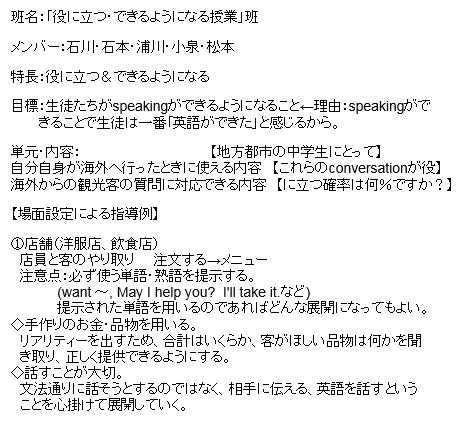 班名:「役に立つ・できるようになる授業」班
メンバー:石川・石本・浦川・小泉・松本
特長:役に立つ＆できるようになる
目標:生徒たちがspeakingができるようになること←理由:speakingがで
きることで生徒は一番「英語ができた」と感じるから。
単元・内容: 【地方都市の中学生にとって】
自分自身が海外へ行ったときに使える内容 【これらのconversationが役】
海外からの観光客の質問に対応できる内容 【に立つ確率は何％ですか？】
【場面設定による指導例】
①店舗(洋服店、飲食店)
店員と客のやり取り 注文する→メニュー
注意点:必ず使う単語・熟語を提示する。
(want ～, May I help you? I'll take it.など)
提示された単語を用いるのであればどんな展開になってもよい。
◇手作りのお金・品物を用いる。
リアリティーを出すため、合計はいくらか、客がほしい品物は何かを聞
き取り、正しく提供できるようにする。
◇話すことが大切。
文法通りに話そうとするのではなく、相手に伝える、英語を話すという
ことを心掛けて展開していく。